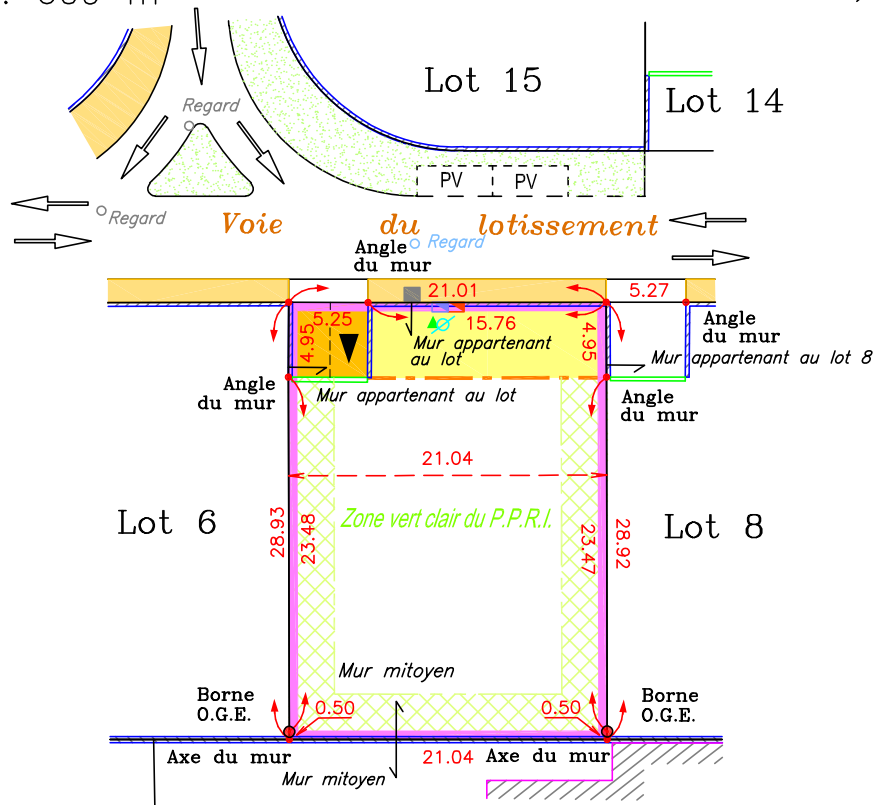 Lot 15
Lot 14
Regard
PV
PV
Regard
Voie du lotissement
Regard
Angle
du mur
21.01
5.27
5.25
15.76
4.95
4.95
Mur appartenant
au lot
Angle
du mur
Mur appartenant au lot 8
Angle
du mur
Mur appartenant au lot
Angle
du mur
21.04
Lot 6
Zone vert clair du P.P.R.I.
Lot 8
28.93
23.48
23.47
28.92
Mur mitoyen
Borne
O.G.E.
0.50
0.50
Borne
O.G.E.
Axe du mur
21.04
Axe du mur
Mur mitoyen